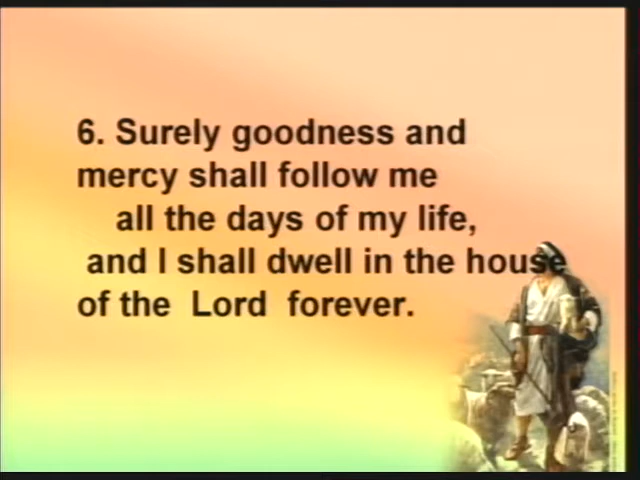 6. Surely goodness and
mercy shall follow me
all the days of my life,
and I shall dwell in the house
of the Lord forever.